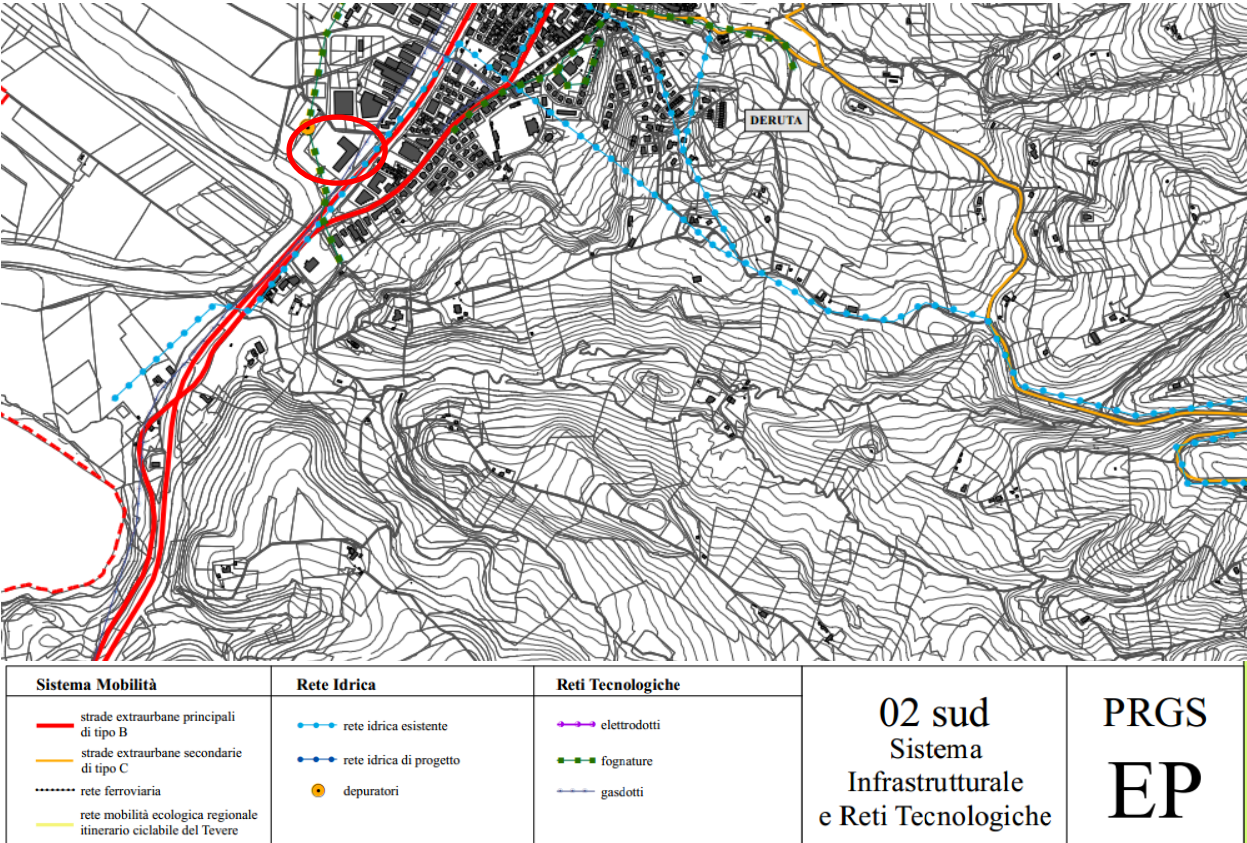 DERUTA
Sistema Mobilità
strade extraurbane principali
di tipo B
strade extraurbane secondarie
di tipo C
rete ferroviaria
rete mobilità ecologica regionale
itinerario ciclabile del Tevere
Rete Idrica
rete idrica esistente
rete idrica di progetto
depuratori
Reti Tecnologiche
elettrodotti
fognature
gasdotti
02 sud
Sistema
Infrastrutturale
e Reti Tecnologiche
PRGS
EP